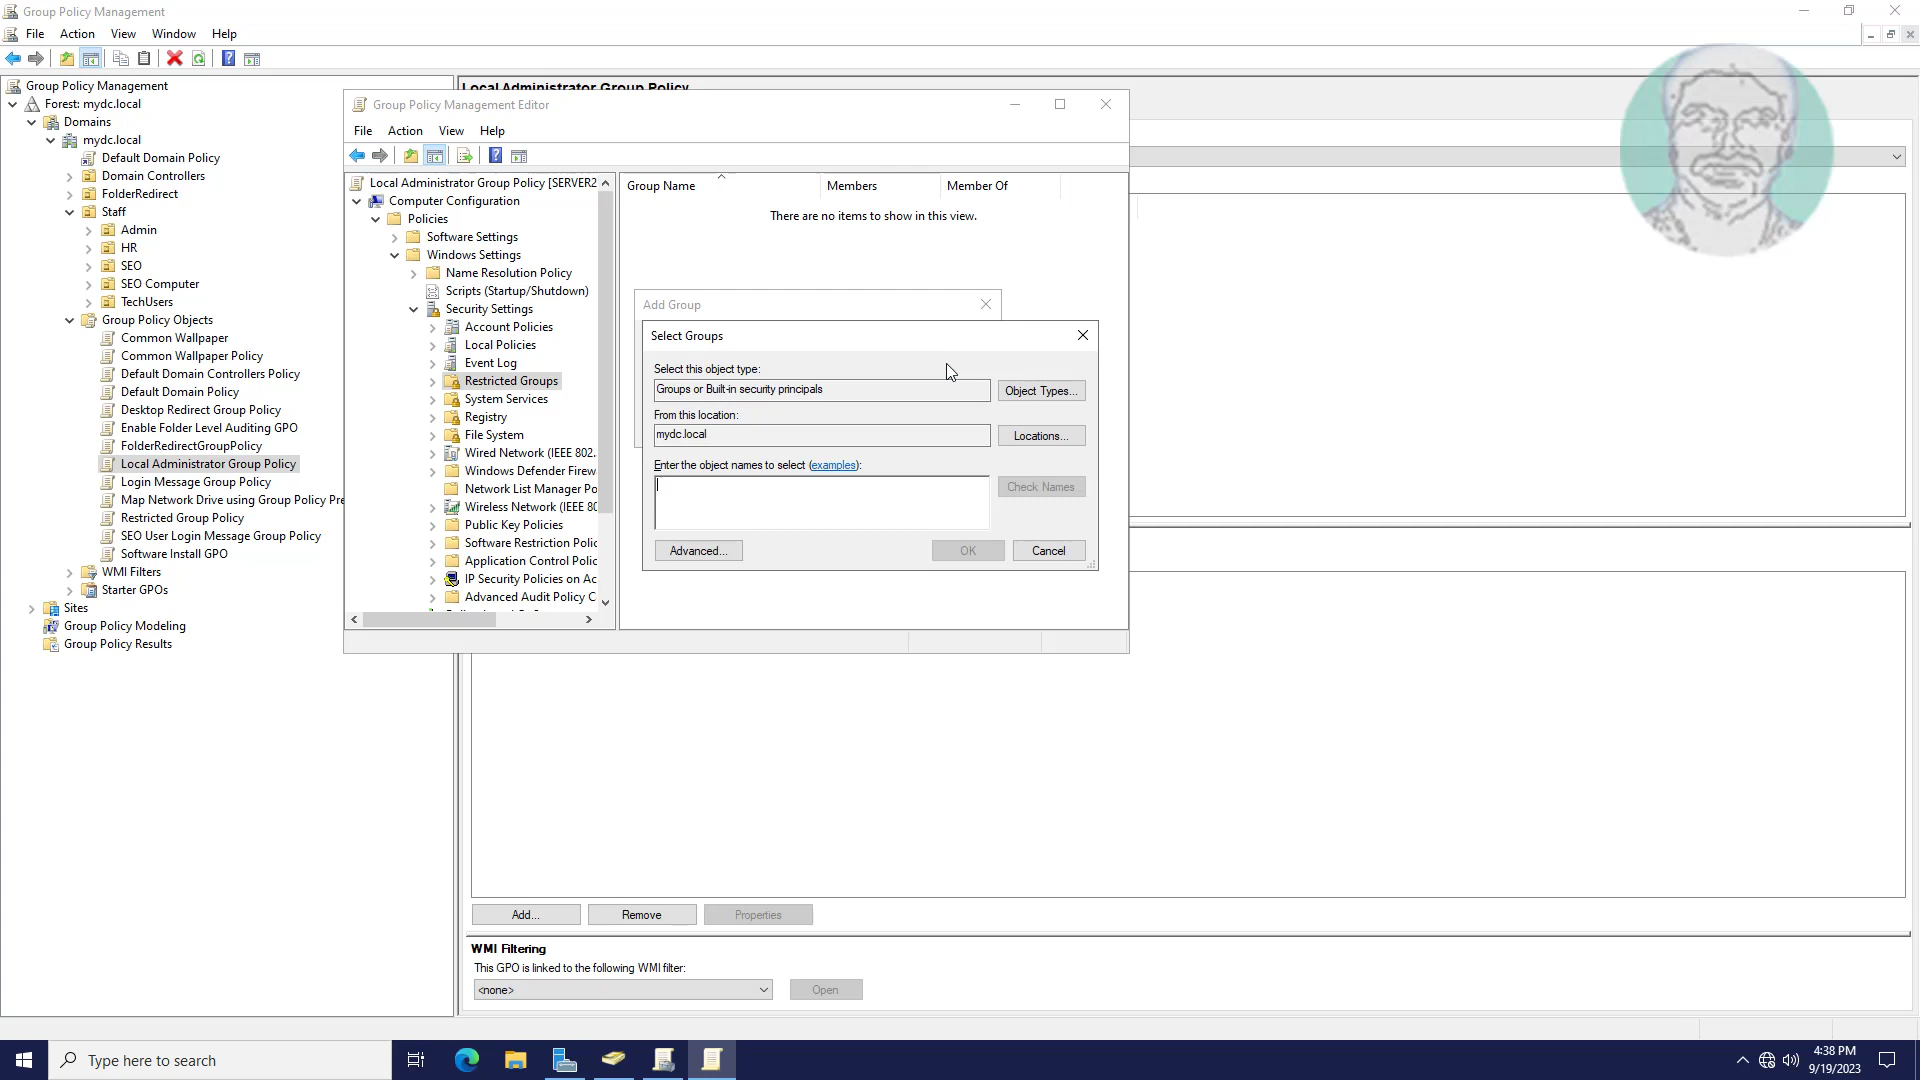 Group Policy Management
File Action View Window Help
Group Policy Management
Forest: mydc.local
Domains
mydc.local
Default Domain Policy
Domain Controllers
FolderRedirect
Staff
Admin
HR
SEO
SEO Computer
TechUsers
Group Policy Objects
Common Wallpaper
Common Wallpaper Policy
Default Domain Controllers Policy
Default Domain Policy
Desktop Redirect Group Policy
Enable Folder Level Auditing GPO
FolderRedirectGroupPolicy
Local Administrator Group Policy
Login Message Group Policy
Map Network Drive using Group Policy Pre
Restricted Group Policy
SEO User Login Message Group Policy
Software Install GPO
WMI Filters
Starter GPOs
Sites
Group Policy Modeling
Group Policy Results
Local Administrator Group Policy
Group Policy Management Editor
File Action View Help
Local Administrator Group Policy [SERVER2
Computer Configuration
Policies
Software Settings
Windows Settings
Name Resolution Policy
Scripts (Startup/Shutdown)
Security Settings
Account Policies
Local Policies
Event Log
Restricted Groups
System Services
Registry
File System
Wired Network (IEEE 802.
Windows Defender Firew
Network List Manager Po
Wireless Network (IEEE 80
Public Key Policies
Software Restriction Polic
Application Control Polic
IP Security Policies on Ac
Advanced Audit Policy C
Group Name Members Member Of
There are no items to show in this view.
Add Group
Select Groups
Select this object type:
Groups or Built-in security principals Object Types...
From this location:
mydc.local Locations...
Enter the object names to select (examples):
Check Names
Advanced... OK Cancel
Add... Remove Properties
WMI Filtering
This GPO is linked to the following WMI filter:
<none> Open
Type here to search
4:38 PM
9/19/2023